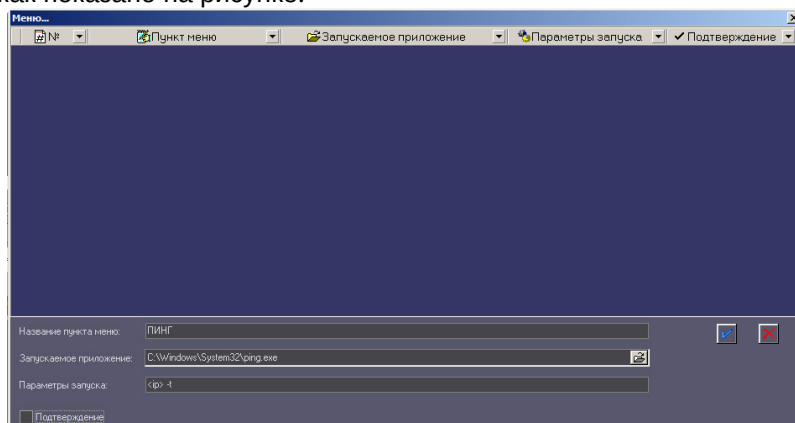 как показано на рисунке.
Меню...
№ Пункт меню Запускаемое приложение Параметры запуска Подтверждение
Название пункта меню: ПИНГ
Запускаемое приложение: C:\Windows\System32\ping.exe
Параметры запуска: <ip> -t
Подтверждение